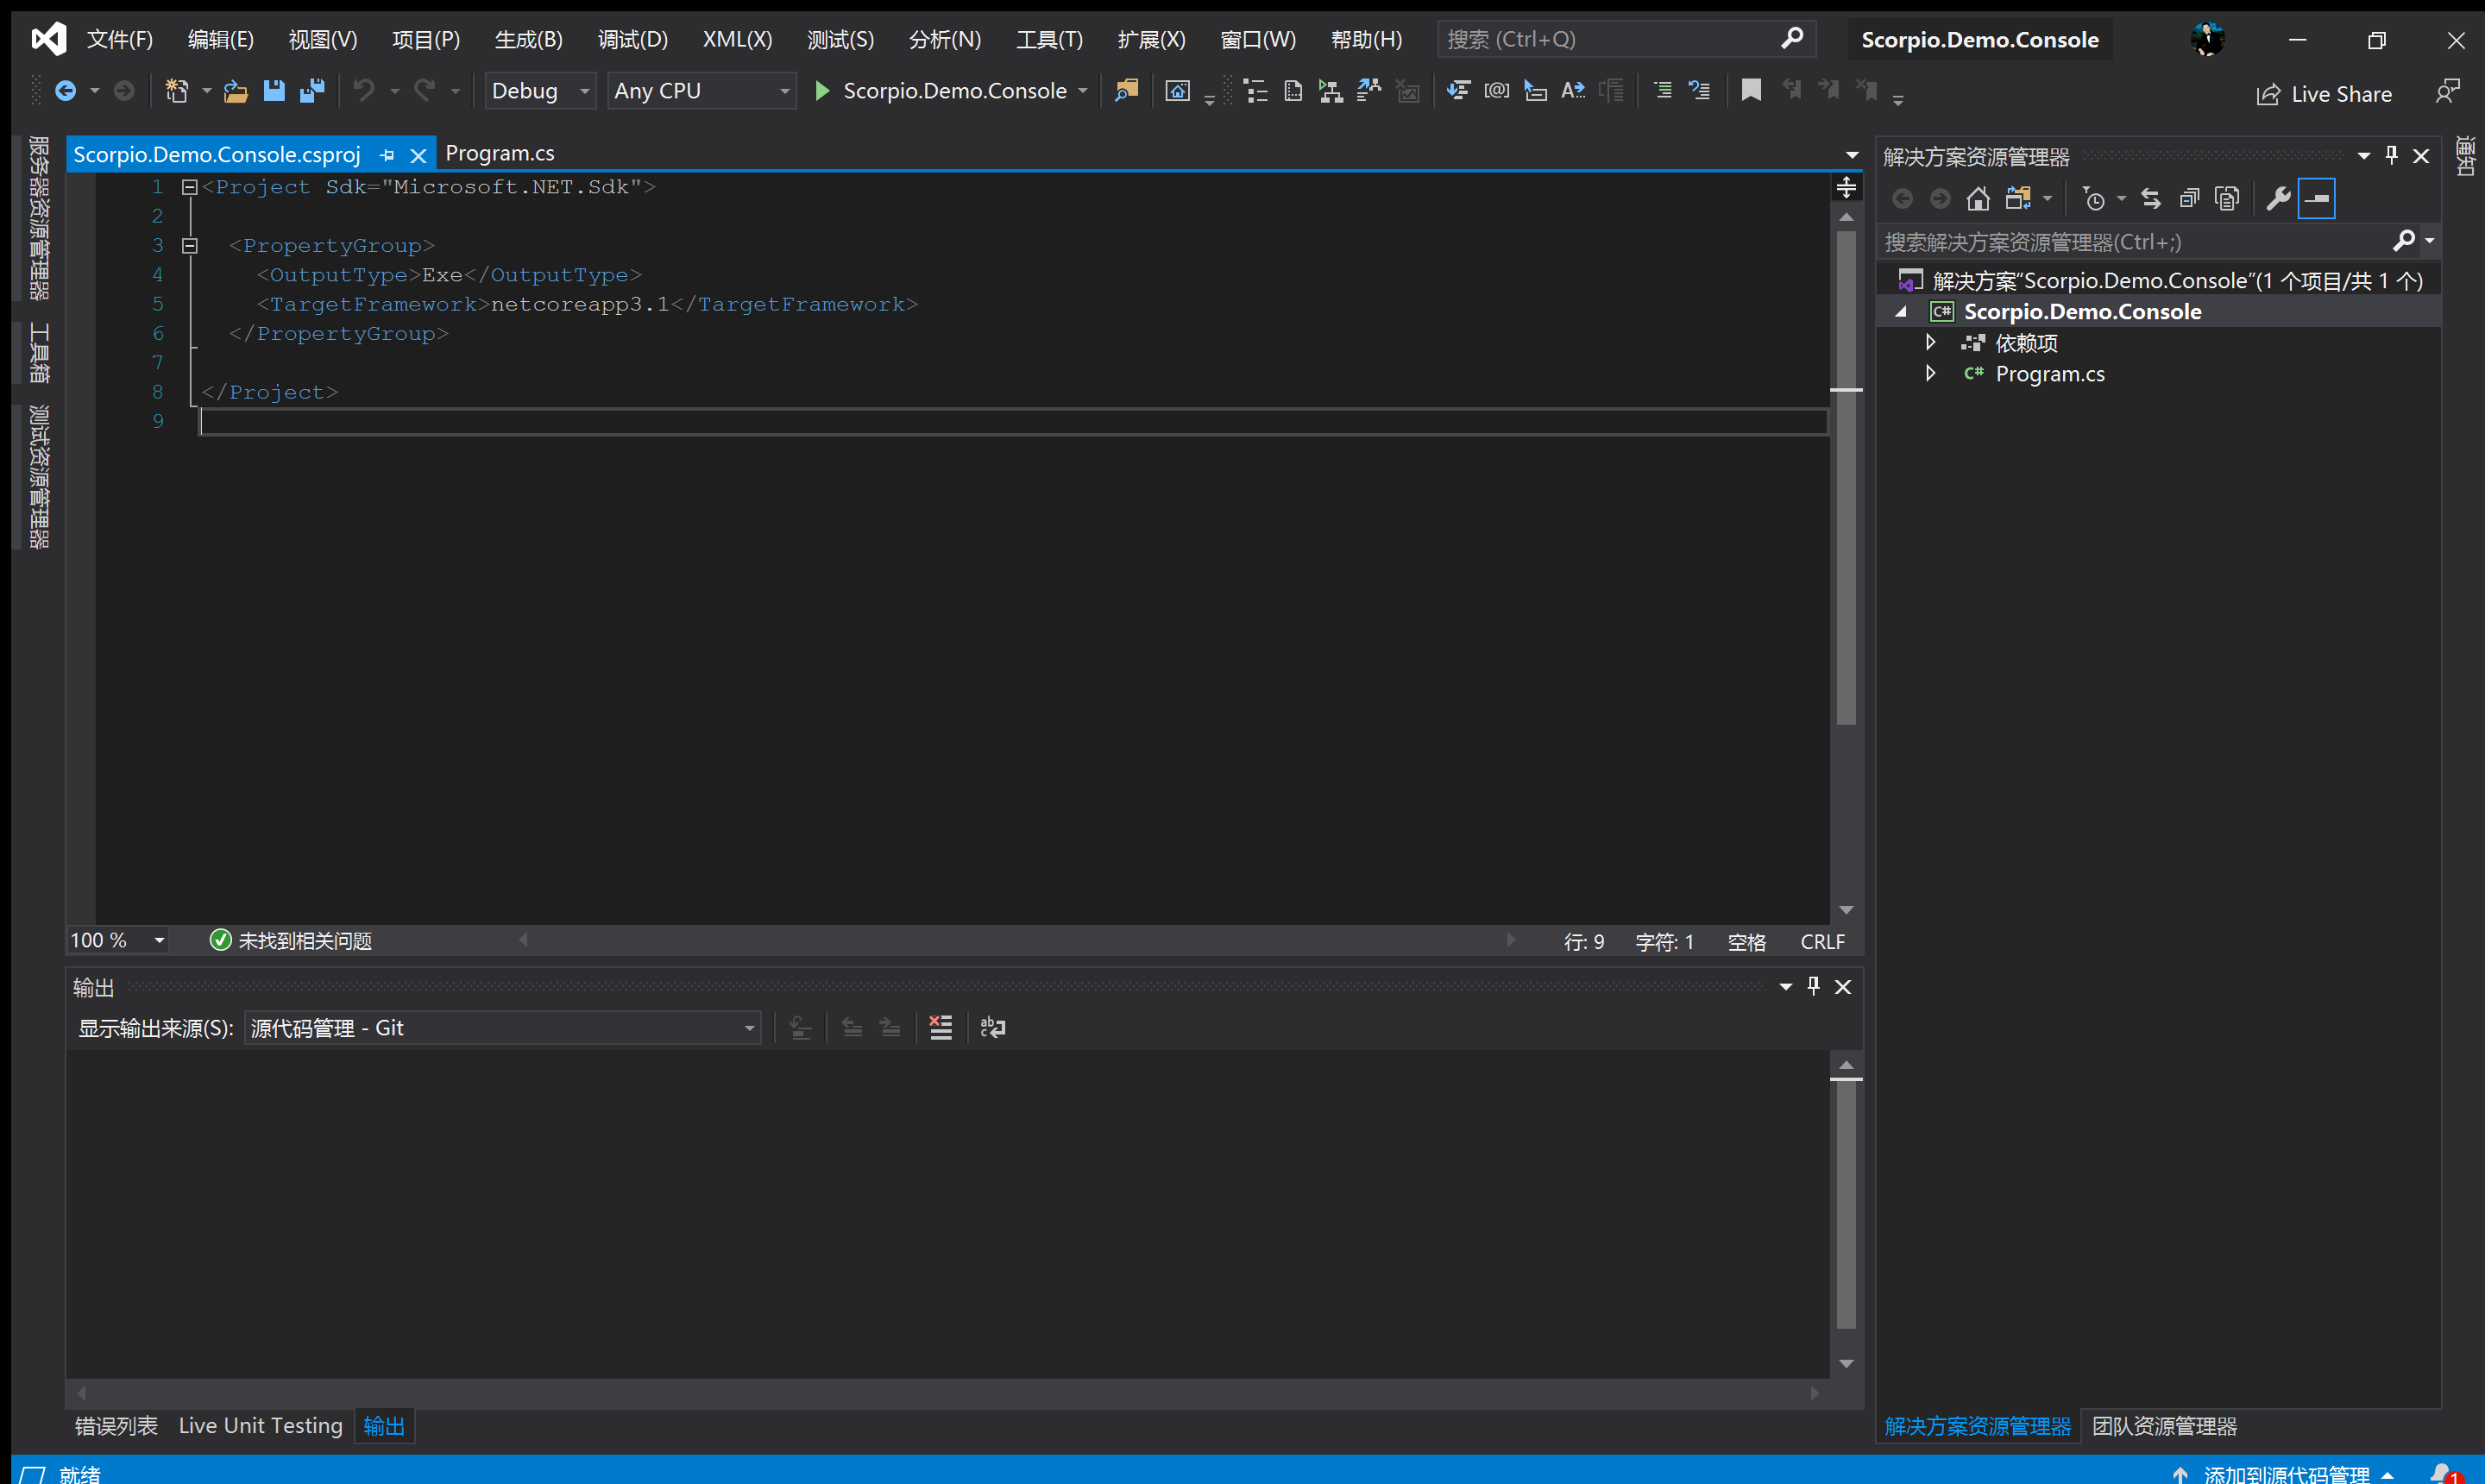 文件(F) 编辑(E) 视图(V) 项目(P) 生成(B) 调试(D) XML(X) 测试(S) 分析(N) 工具(T) 扩展(X) 窗口(W) 帮助(H) 搜索 (Ctrl+Q) Scorpio.Demo.Console
Debug Any CPU Scorpio.Demo.Console Live Share
服务器资源管理器
工具箱
测试资源管理器
Scorpio.Demo.Console.csproj Program.cs
1 <Project Sdk="Microsoft.NET.Sdk">
2
3 <PropertyGroup>
4 <OutputType>Exe</OutputType>
5 <TargetFramework>netcoreapp3.1</TargetFramework>
6 </PropertyGroup>
7
8 </Project>
9
100 % 未找到相关问题 行: 9 字符: 1 空格 CRLF
输出
显示输出来源(S): 源代码管理 - Git
错误列表 Live Unit Testing 输出
解决方案资源管理器
搜索解决方案资源管理器(Ctrl+;)
解决方案“Scorpio.Demo.Console”(1 个项目/共 1 个)
C# Scorpio.Demo.Console
依赖项
C# Program.cs
解决方案资源管理器 团队资源管理器
通知
就绪 添加到源代码管理 1